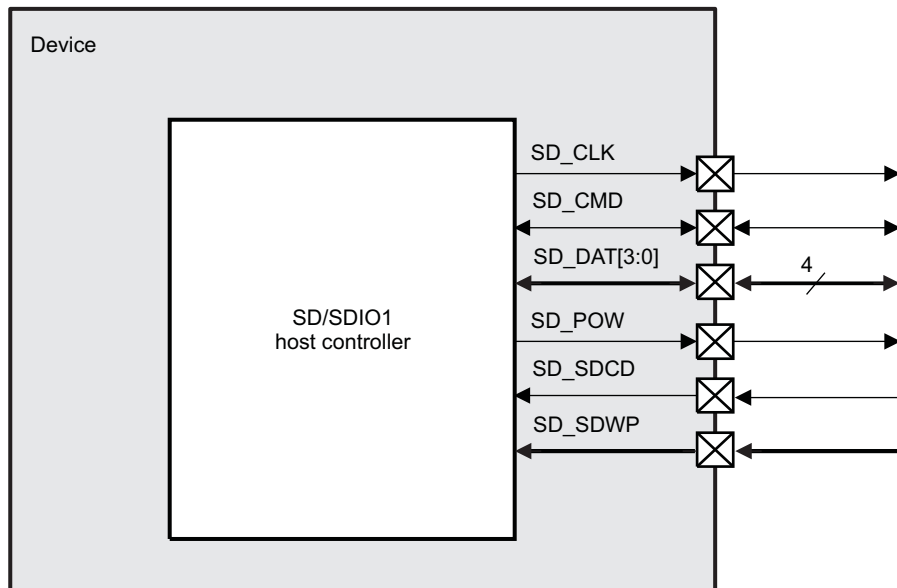 Device
SD_CLK
SD_CMD
SD_DAT[3:0]
4
SD/SDIO1
host controller
SD_POW
SD_SDCD
SD_SDWP